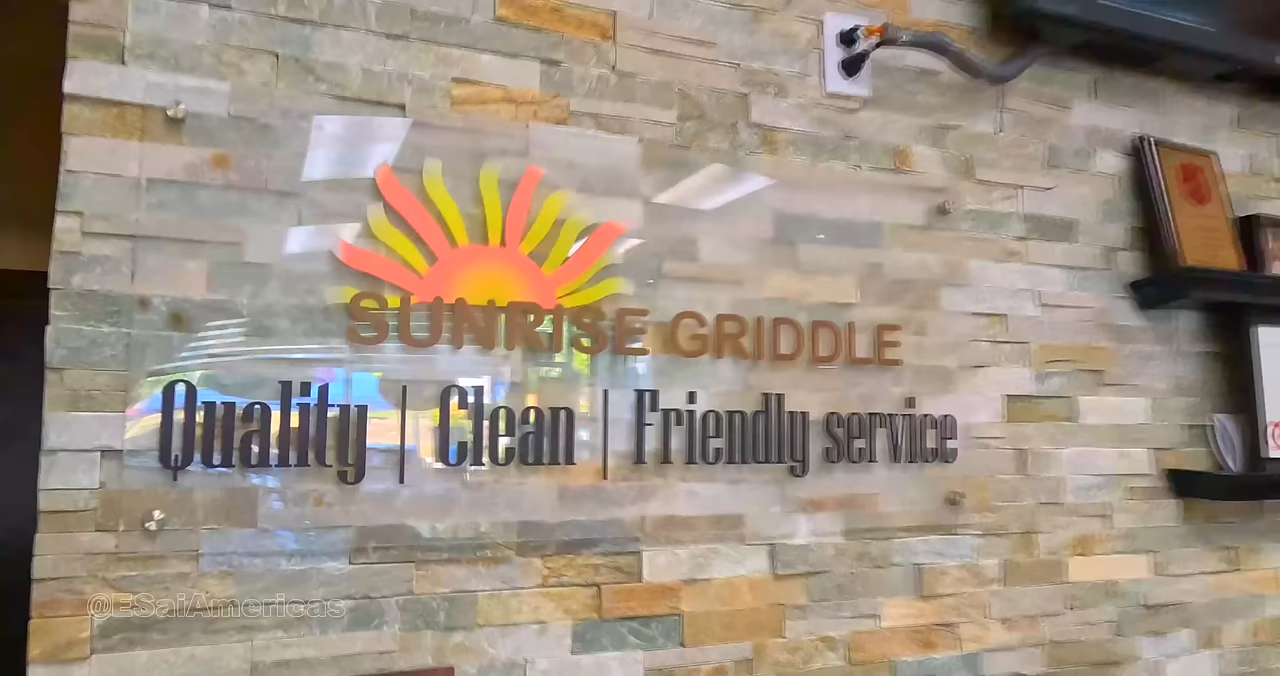 SUNRISE GRIDDLE
Quality | Clean | Friendly service
@ESaiAmericas